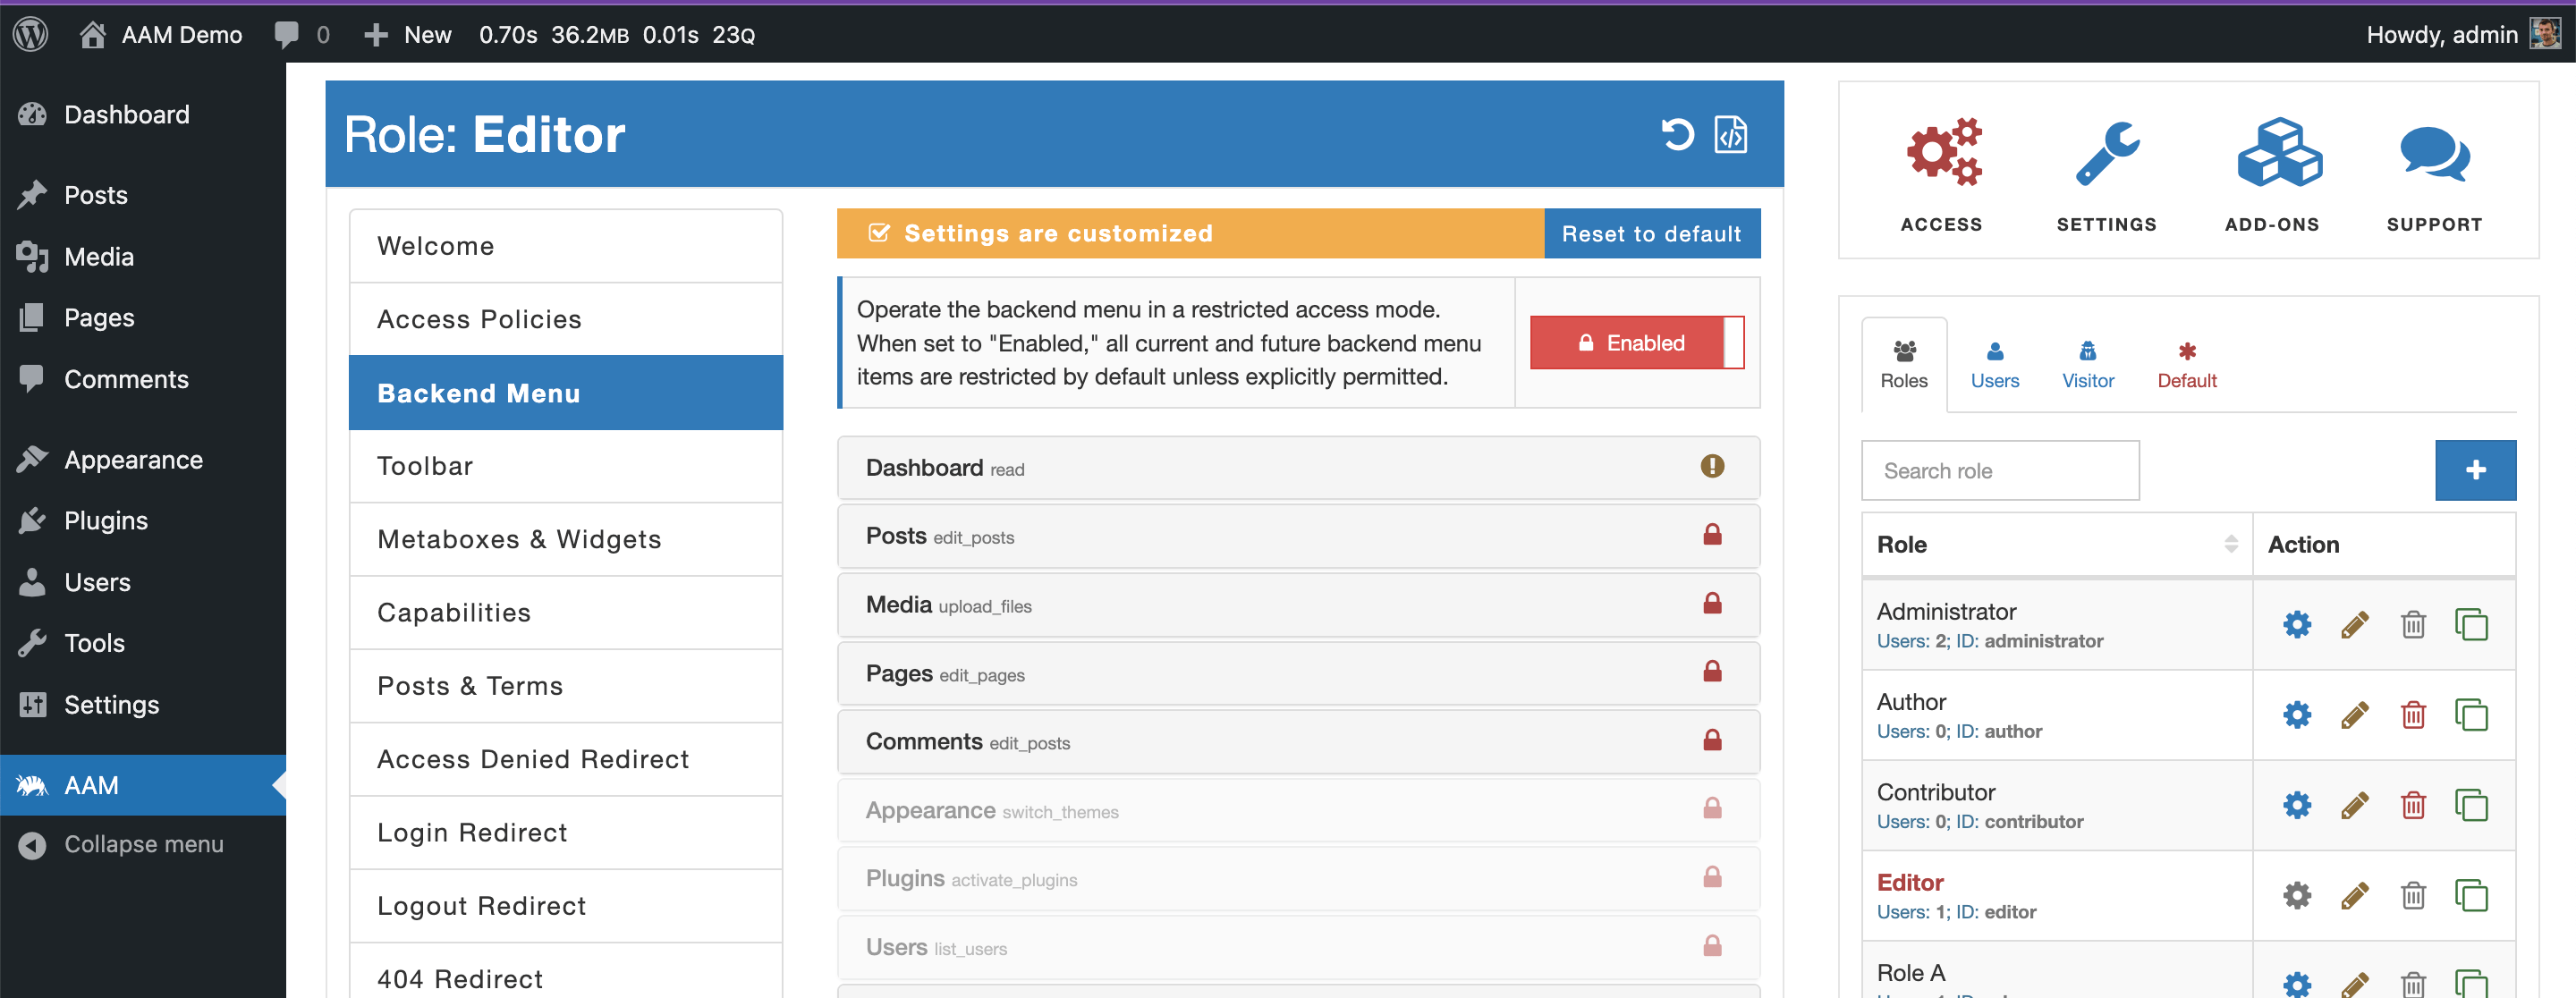 AAM Demo 0 New 0.70s 36.2MB 0.01s 23Q
Howdy, admin
Dashboard
Posts
Media
Pages
Comments
Appearance
Plugins
Users
Tools
Settings
AAM
Collapse menu
Role: Editor
Welcome
Access Policies
Backend Menu
Toolbar
Metaboxes & Widgets
Capabilities
Posts & Terms
Access Denied Redirect
Login Redirect
Logout Redirect
404 Redirect
Settings are customized
Reset to default
Operate the backend menu in a restricted access mode.
When set to "Enabled," all current and future backend menu
items are restricted by default unless explicitly permitted.
Enabled
Dashboard read
Posts edit_posts
Media upload_files
Pages edit_pages
Comments edit_posts
Appearance switch_themes
Plugins activate_plugins
Users list_users
ACCESS
SETTINGS
ADD-ONS
SUPPORT
Roles
Users
Visitor
Default
Search role
Role
Action
Administrator
Users: 2; ID: administrator
Author
Users: 0; ID: author
Contributor
Users: 0; ID: contributor
Editor
Users: 1; ID: editor
Role A